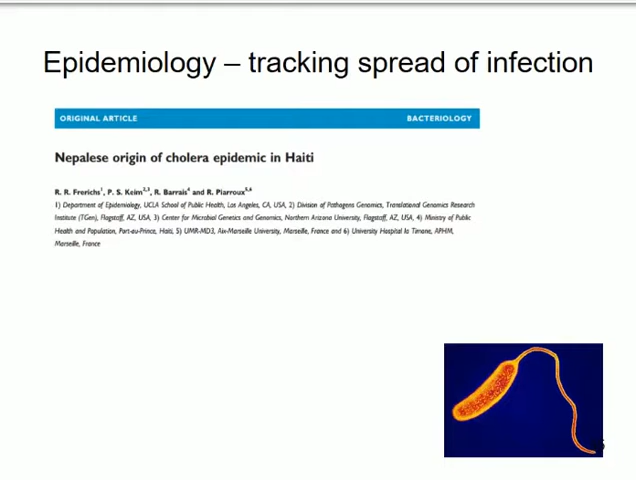 Epidemiology – tracking spread of infection
ORIGINAL ARTICLE BACTERIOLOGY
Nepalese origin of cholera epidemic in Haiti
R. R. Frerichs1, P. S. Keim2,3, R. Barrais4 and R. Piarroux5,6
1) Department of Epidemiology, UCLA School of Public Health, Los Angeles, CA, USA, 2) Division of Pathogens Genomics, Translational Genomics Research
Institute (TGen), Flagstaff, AZ, USA, 3) Center for Microbial Genetics and Genomics, Northern Arizona University, Flagstaff, AZ, USA, 4) Ministry of Public
Health and Population, Port-au-Prince, Haiti, 5) UMR-MD3, Aix-Marseille University, Marseille, France and 6) University Hospital la Timone, APHM,
Marseille, France